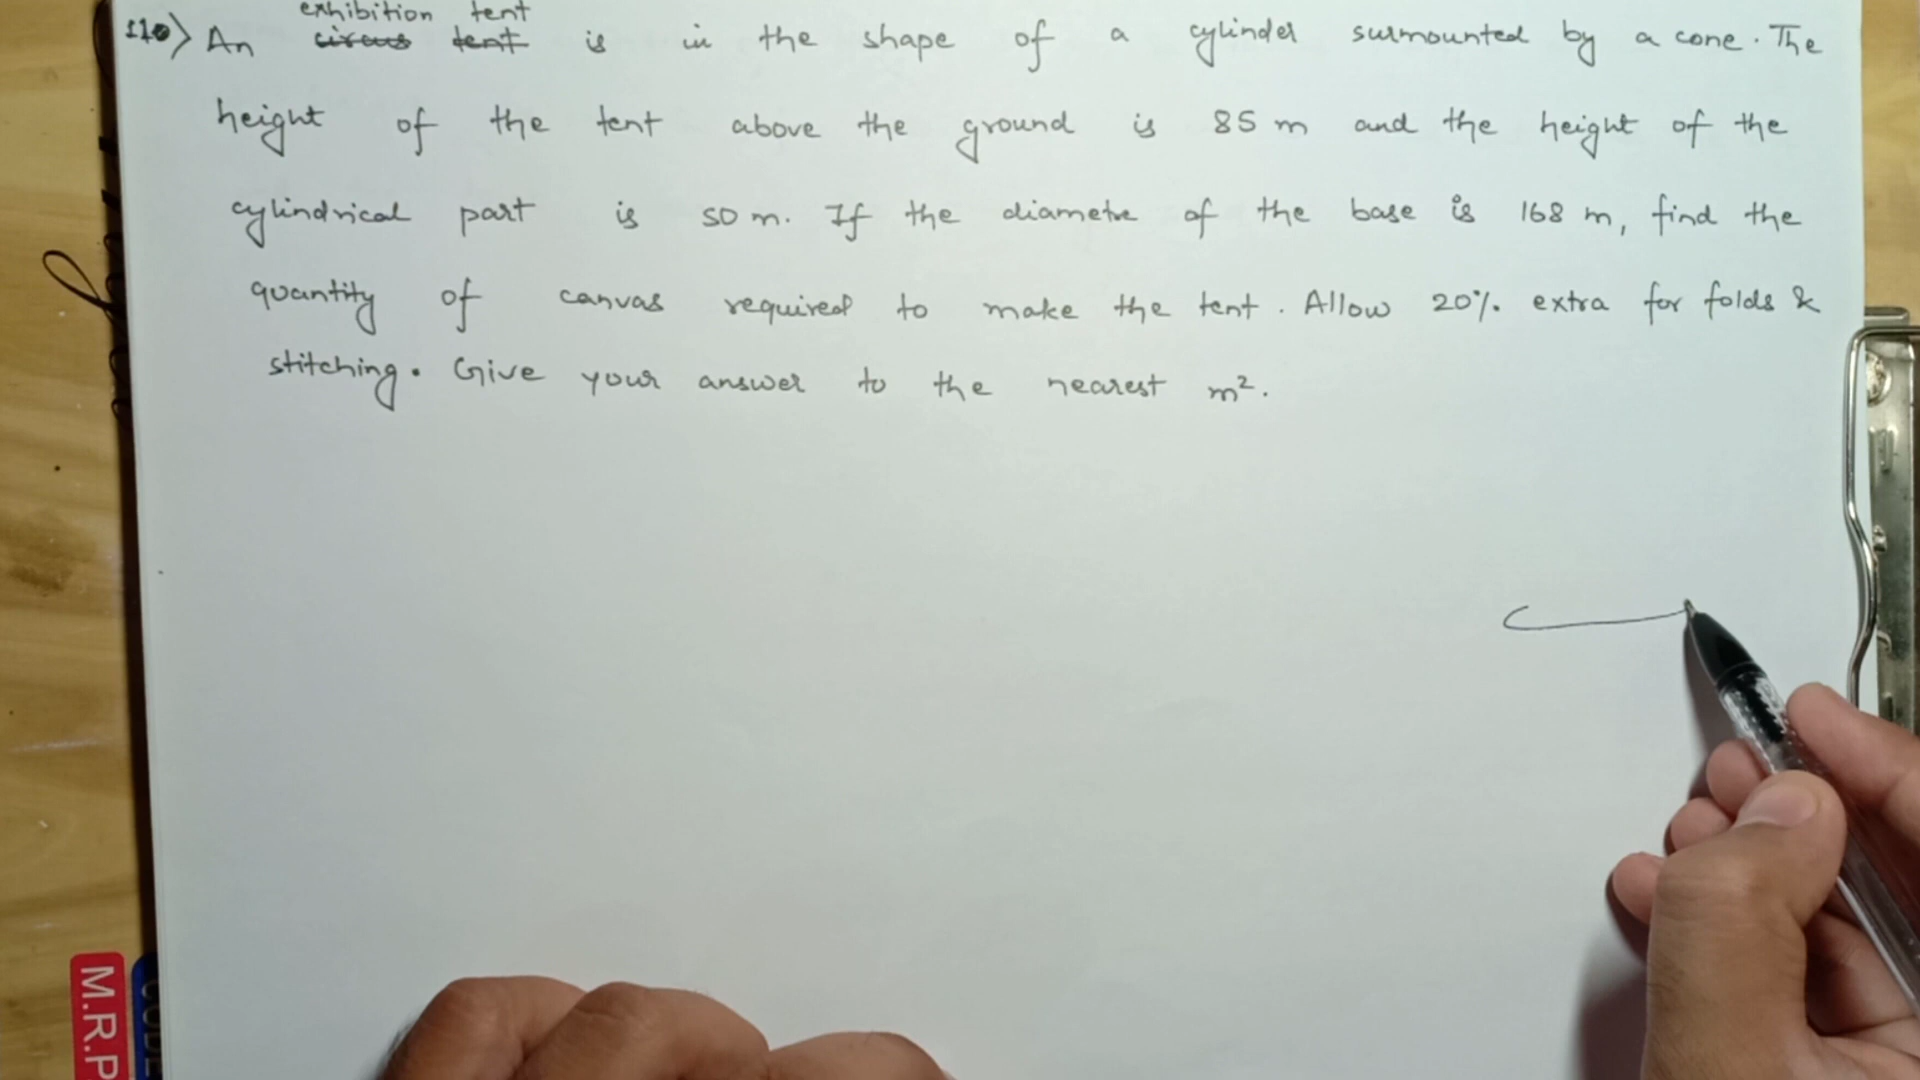 exhibition tent
110) An circus tent is in the shape of a cylinder surmounted by a cone. The
height of the tent above the ground is 85 m and the height of the
cylindrical part is 50 m. If the diametre of the base is 168 m, find the
quantity of canvas required to make the tent. Allow 20% extra for folds &
stitching. Give your answer to the nearest m².
M.R.P